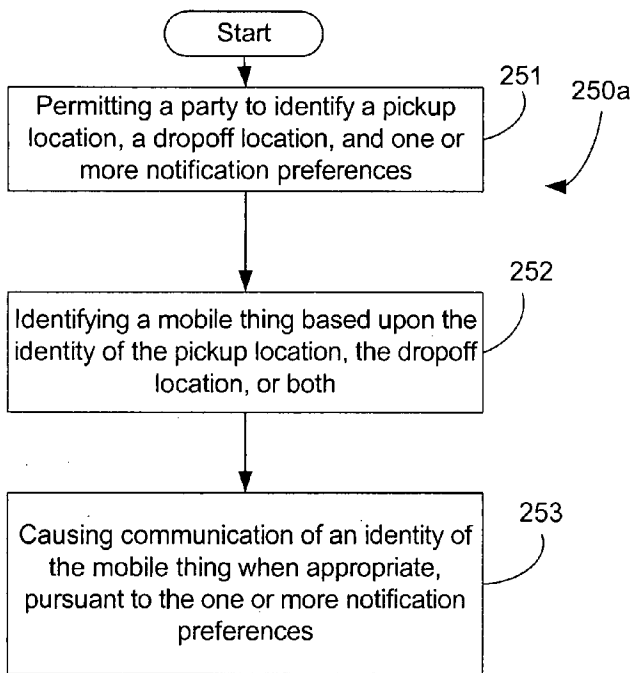 Start
251
250a
Permitting a party to identify a pickup
location, a dropoff location, and one or
more notification preferences
252
Identifying a mobile thing based upon the
identity of the pickup location, the dropoff
location, or both
253
Causing communication of an identity of
the mobile thing when appropriate,
pursuant to the one or more notification
preferences